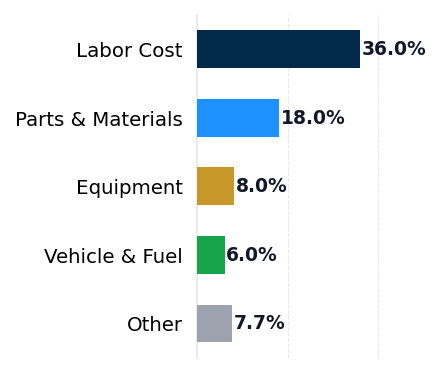 Labor Cost 36.0%
Parts & Materials 18.0%
Equipment 8.0%
Vehicle & Fuel 6.0%
Other 7.7%